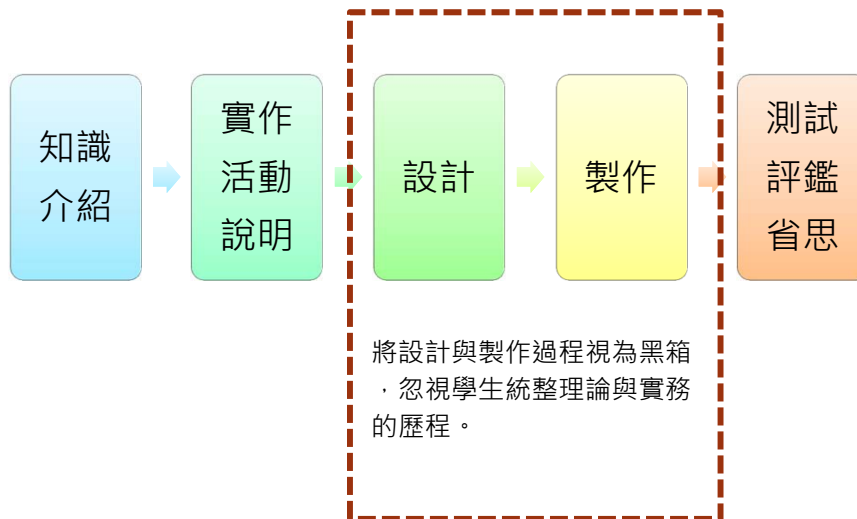 知識
介紹
實作
活動
說明
設計
製作
測試
評鑑
省思
將設計與製作過程視為黑箱
，忽視學生統整理論與實務
的歷程。